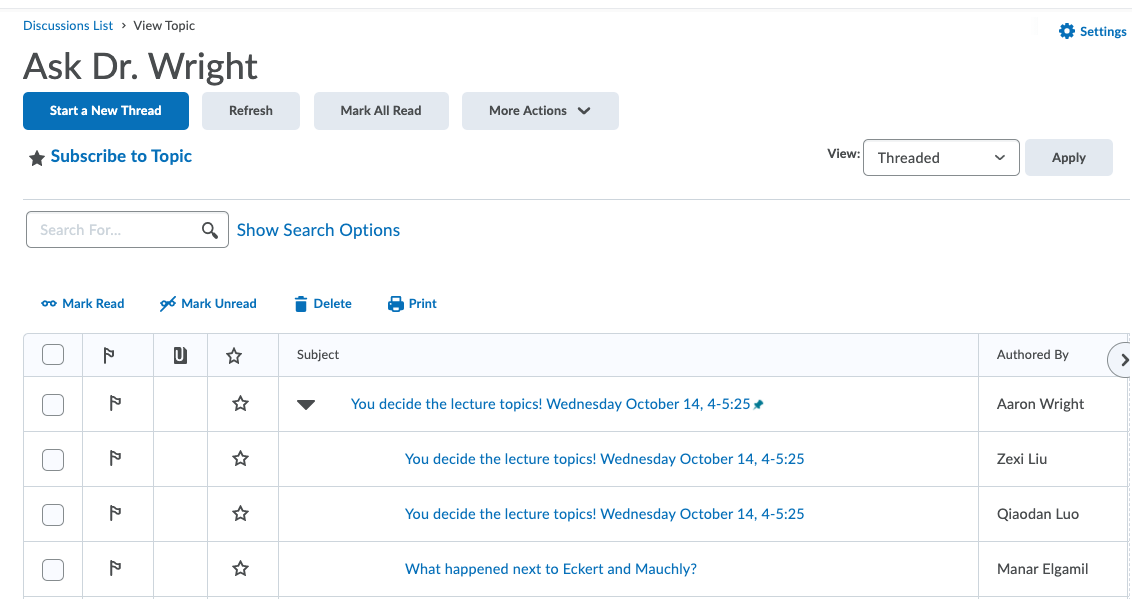 Discussions List › View Topic
Settings
Ask Dr. Wright
Start a New Thread Refresh Mark All Read More Actions
Subscribe to Topic
View: Threaded Apply
Search For... Show Search Options
Mark Read Mark Unread Delete Print
Subject Authored By
You decide the lecture topics! Wednesday October 14, 4-5:25 Aaron Wright
You decide the lecture topics! Wednesday October 14, 4-5:25 Zexi Liu
You decide the lecture topics! Wednesday October 14, 4-5:25 Qiaodan Luo
What happened next to Eckert and Mauchly? Manar Elgamil